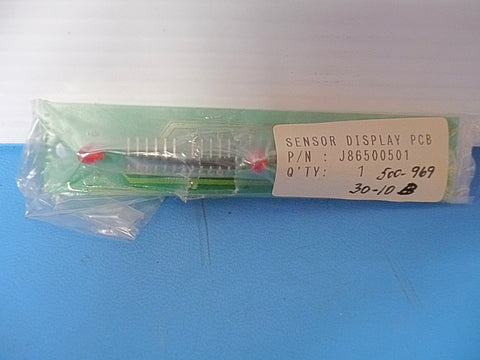 SENSOR DISPLAY PCB
P/N : J86500501
Q'TY: 1 500-969
30-10 B